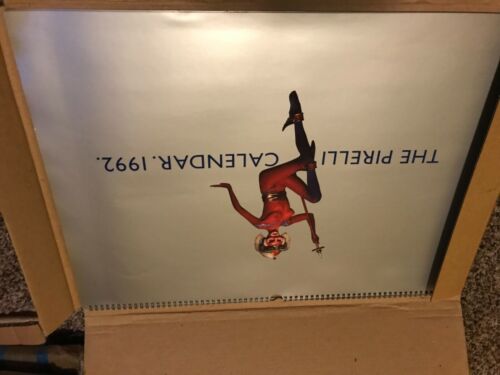 THE PIRELLI CALENDAR. 1992.